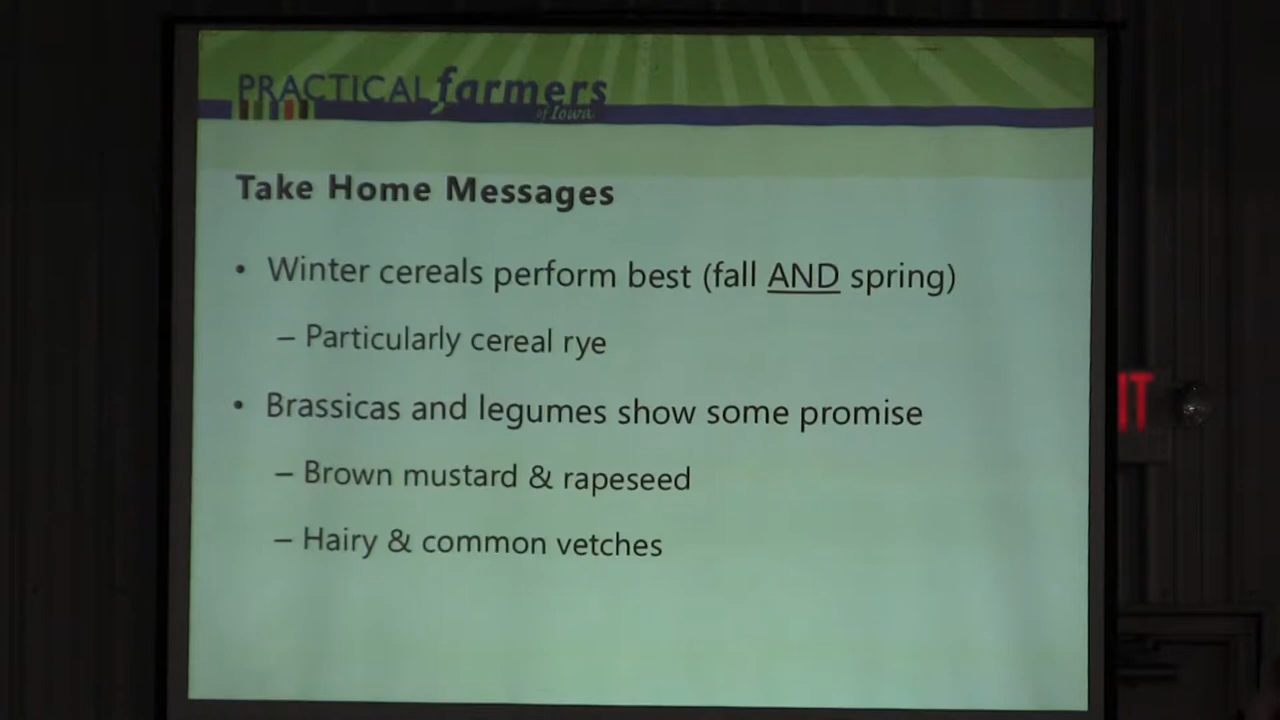 PRACTICAL farmers
of Iowa
Take Home Messages
• Winter cereals perform best (fall AND spring)
– Particularly cereal rye
• Brassicas and legumes show some promise
– Brown mustard & rapeseed
– Hairy & common vetches
IT